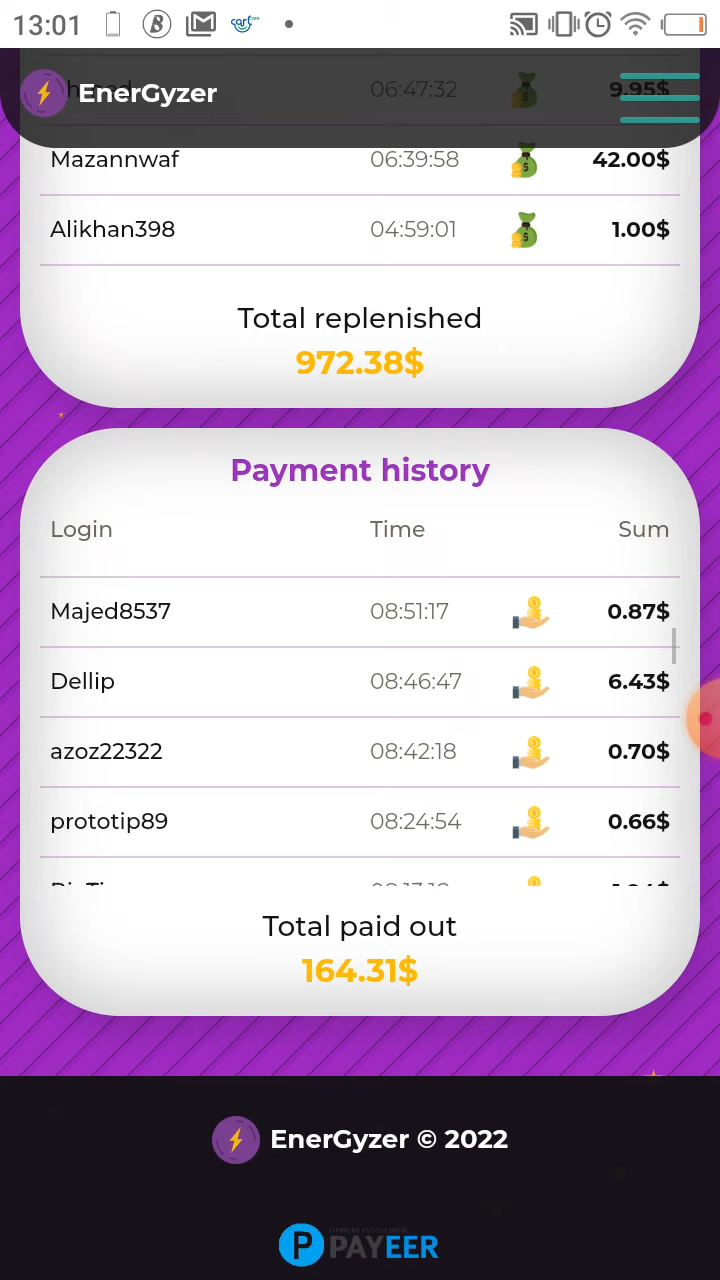 13:01
EnerGyzer
06:47:32 9.95$
Mazannwaf 06:39:58 42.00$
Alikhan398 04:59:01 1.00$
Total replenished
972.38$
Payment history
Login Time Sum
Majed8537 08:51:17 0.87$
Dellip 08:46:47 6.43$
azoz22322 08:42:18 0.70$
prototip89 08:24:54 0.66$
Total paid out
164.31$
EnerGyzer © 2022
PAYEER